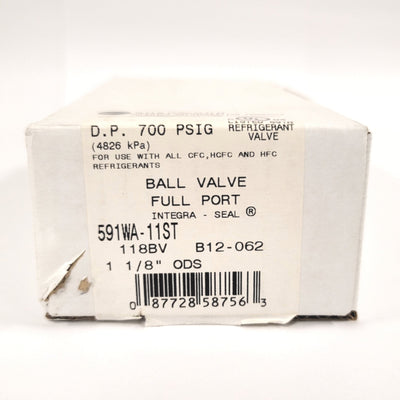 D.P. 700 PSIG
REFRIGERANT
VALVE
(4826 kPa)
FOR USE WITH ALL CFC,HCFC AND HFC
REFRIGERANTS
BALL VALVE
FULL PORT
INTEGRA - SEAL ®
591WA-11ST
118BV B12-062
1 1/8" ODS
0 87728 58756 3